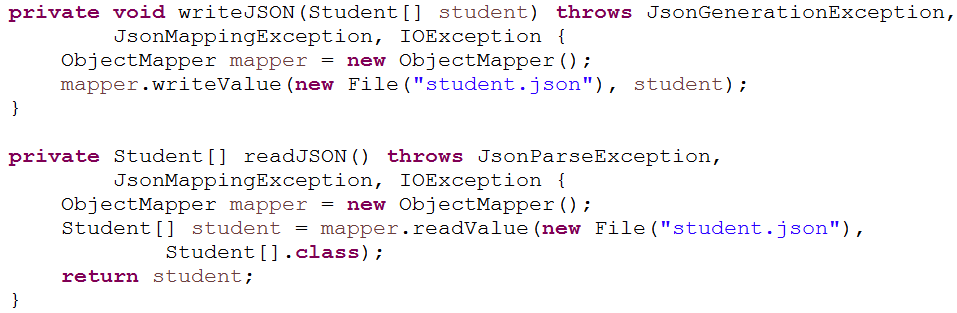 private void writeJSON(Student[] student) throws JsonGenerationException,
JsonMappingException, IOException {
ObjectMapper mapper = new ObjectMapper();
mapper.writeValue(new File("student.json"), student);
}
private Student[] readJSON() throws JsonParseException,
JsonMappingException, IOException {
ObjectMapper mapper = new ObjectMapper();
Student[] student = mapper.readValue(new File("student.json"),
Student[].class);
return student;
}